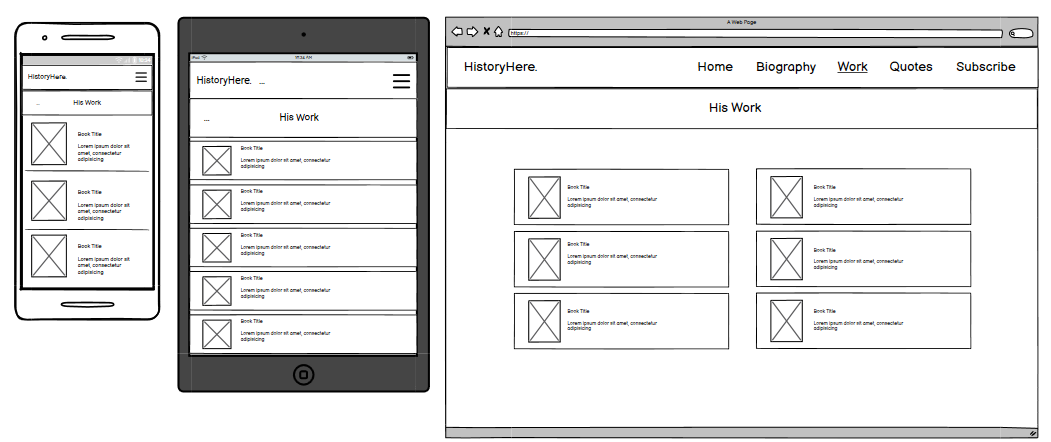 HistoryHere.
...
His Work
Book Title
Lorem ipsum dolor sit
amet, consectetur
adipisicing
Book Title
Lorem ipsum dolor sit
amet, consectetur
adipisicing
Book Title
Lorem ipsum dolor sit
amet, consectetur
adipisicing
iPad
11:26 AM
HistoryHere.
...
...
His Work
Book Title
Lorem ipsum dolor sit amet, consectetur
adipisicing
Book Title
Lorem ipsum dolor sit amet, consectetur
adipisicing
Book Title
Lorem ipsum dolor sit amet, consectetur
adipisicing
Book Title
Lorem ipsum dolor sit amet, consectetur
adipisicing
Book Title
Lorem ipsum dolor sit amet, consectetur
adipisicing
A Web Page
https://
HistoryHere.
Home Biography Work Quotes Subscribe
His Work
Book Title
Lorem ipsum dolor sit amet, consectetur
adipisicing
Book Title
Lorem ipsum dolor sit amet, consectetur
adipisicing
Book Title
Lorem ipsum dolor sit amet, consectetur
adipisicing
Book Title
Lorem ipsum dolor sit amet, consectetur
adipisicing
Book Title
Lorem ipsum dolor sit amet, consectetur
adipisicing
Book Title
Lorem ipsum dolor sit amet, consectetur
adipisicing